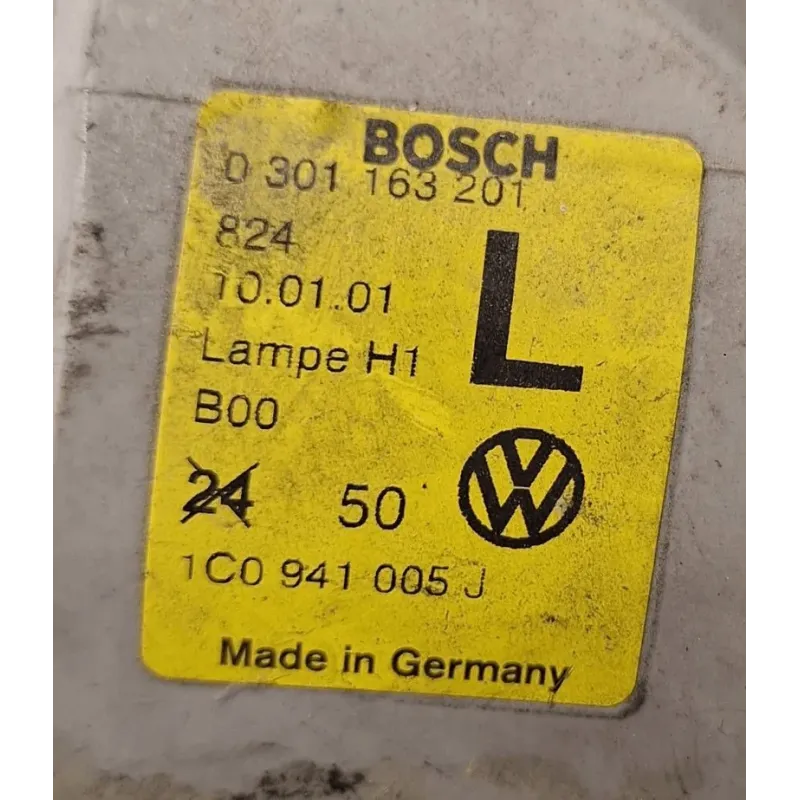 BOSCH
0 301 163 201
824
10.01.01
L
Lampe H1
B00
24 50
1C0 941 005 J
Made in Germany